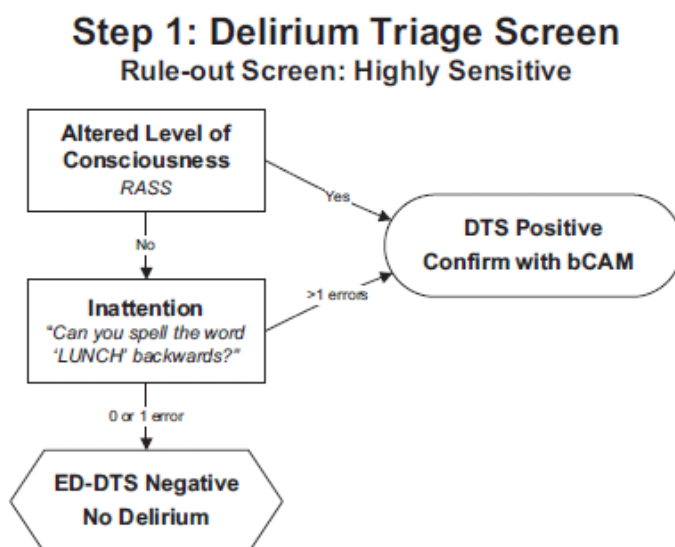 Step 1: Delirium Triage Screen
Rule-out Screen: Highly Sensitive
Altered Level of
Consciousness
RASS
Yes
DTS Positive
Confirm with bCAM
No
Inattention
"Can you spell the word
‘LUNCH’ backwards?"
>1 errors
0 or 1 error
ED-DTS Negative
No Delirium